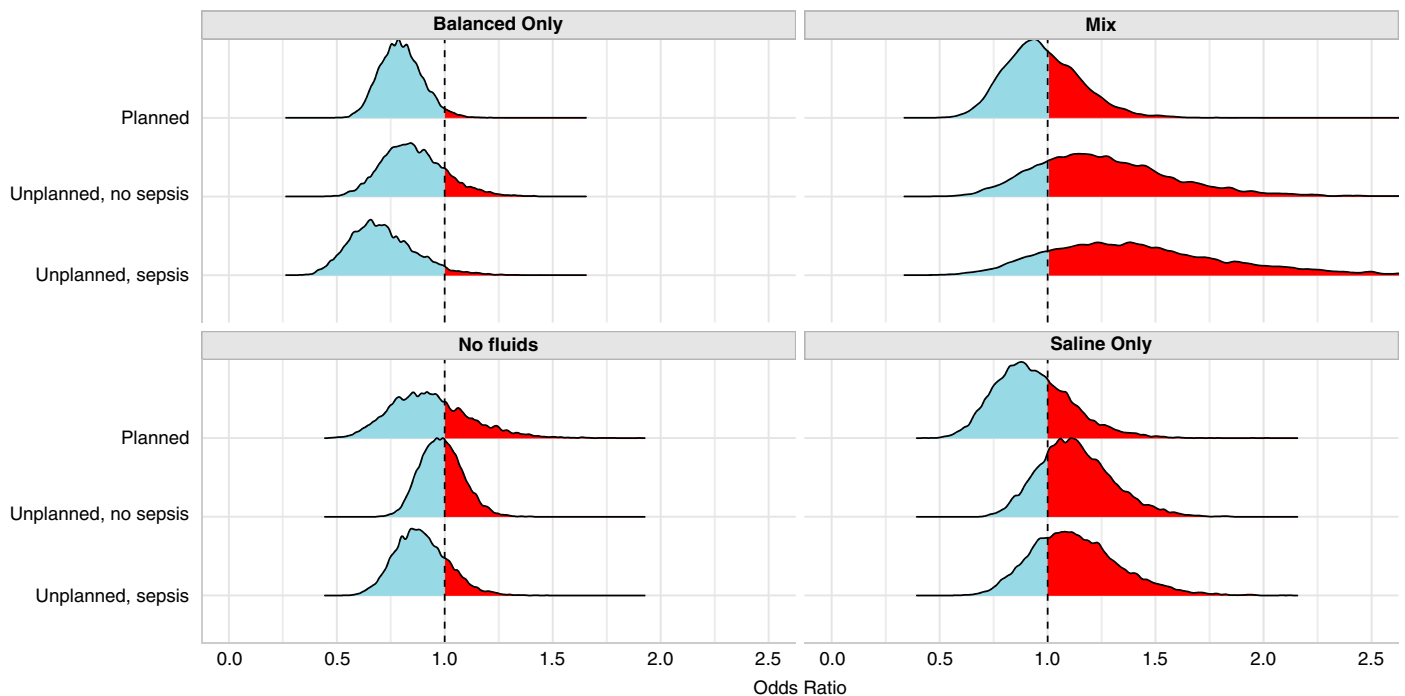 Balanced Only
Mix
Planned
Unplanned, no sepsis
Unplanned, sepsis
No fluids
Saline Only
Planned
Unplanned, no sepsis
Unplanned, sepsis
0.0 0.5 1.0 1.5 2.0 2.5
0.0 0.5 1.0 1.5 2.0 2.5
Odds Ratio